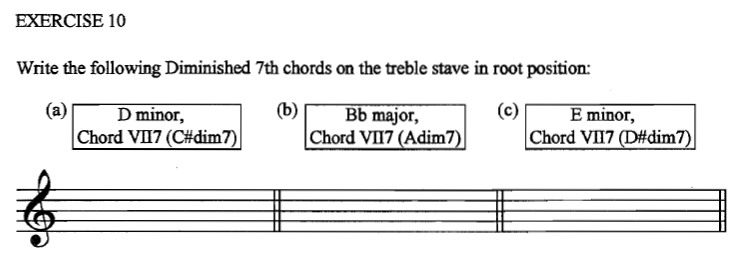 EXERCISE 10
Write the following Diminished 7th chords on the treble stave in root position:
(a) D minor,
Chord VII7 (C#dim7)
(b) Bb major,
Chord VII7 (Adim7)
(c) E minor,
Chord VII7 (D#dim7)